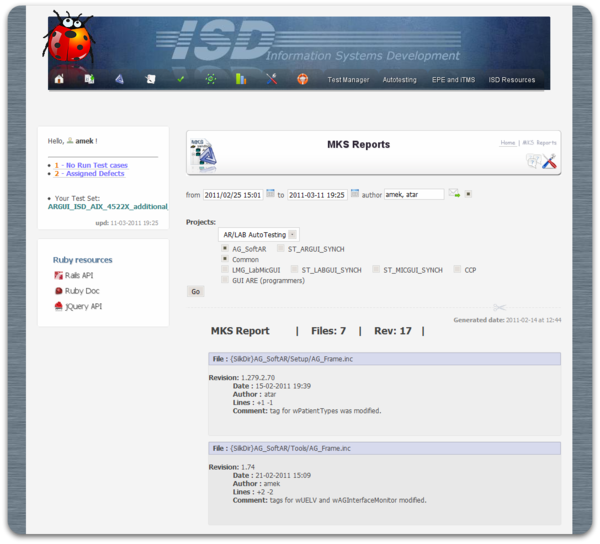 ISD
Information Systems Development
Test Manager Autotesting EPE and iTMS ISD Resources
Hello, amek !
1 - No Run Test cases
2 - Assigned Defects
Your Test Set:
ARGUI_ISD_AIX_4522X_additional_
upd: 11-03-2011 19:25
Ruby resources
Rails API
Ruby Doc
jQuery API
MKS
MKS Reports
Home | MKS Reports
from 2011/02/25 15:01 to 2011-03-11 19:25 author amek, atar
Projects:
AR/LAB AutoTesting
AG_SoftAR ST_ARGUI_SYNCH
Common
LMG_LabMicGUI ST_LABGUI_SYNCH ST_MICGUI_SYNCH CCP
GUI ARE (programmers)
Go
Generated date: 2011-02-14 at 12:44
MKS Report | Files: 7 | Rev: 17 |
File : {SilkDir}AG_SoftAR/Setup/AG_Frame.inc
Revision: 1.279.2.70
Date : 15-02-2011 19:39
Author : atar
Lines : +1 -1
Comment: tag for wPatientTypes was modified.
File : {SilkDir}AG_SoftAR/Tools/AG_Frame.inc
Revision: 1.74
Date : 21-02-2011 15:09
Author : amek
Lines : +2 -2
Comment: tags for wUELV and wAGInterfaceMonitor modified.